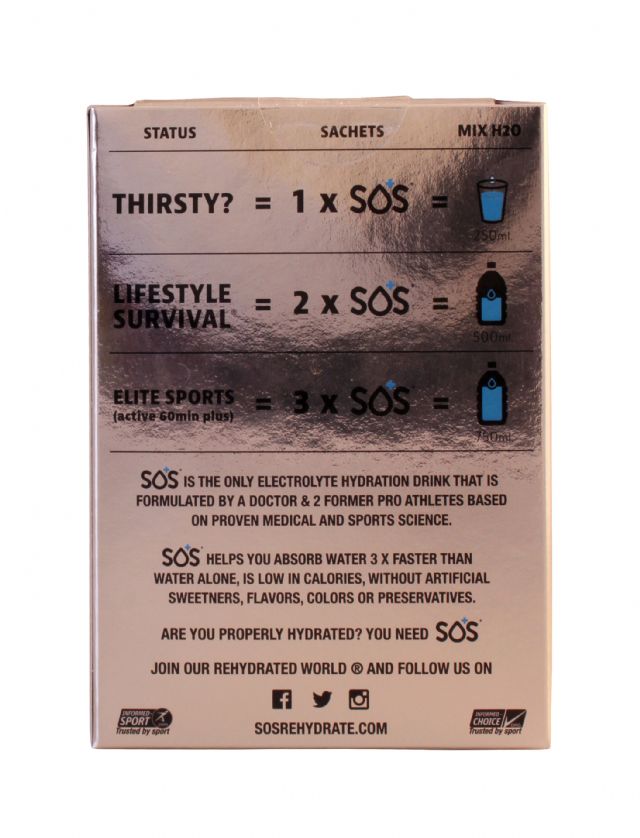 STATUS SACHETS MIX H2O
THIRSTY? = 1 x SOS =
250ml
LIFESTYLE
SURVIVAL® = 2 x SOS =
500ml
ELITE SPORTS
(active 60min plus) = 3 x SOS =
750ml
SOS IS THE ONLY ELECTROLYTE HYDRATION DRINK THAT IS
FORMULATED BY A DOCTOR & 2 FORMER PRO ATHLETES BASED
ON PROVEN MEDICAL AND SPORTS SCIENCE.
SOS HELPS YOU ABSORB WATER 3 X FASTER THAN
WATER ALONE, IS LOW IN CALORIES, WITHOUT ARTIFICIAL
SWEETNERS, FLAVORS, COLORS OR PRESERVATIVES.
ARE YOU PROPERLY HYDRATED? YOU NEED SOS
JOIN OUR REHYDRATED WORLD ® AND FOLLOW US ON
INFORMED-
SPORT
Trusted by sport
SOSREHYDRATE.COM
INFORMED-
CHOICE
Trusted by sport